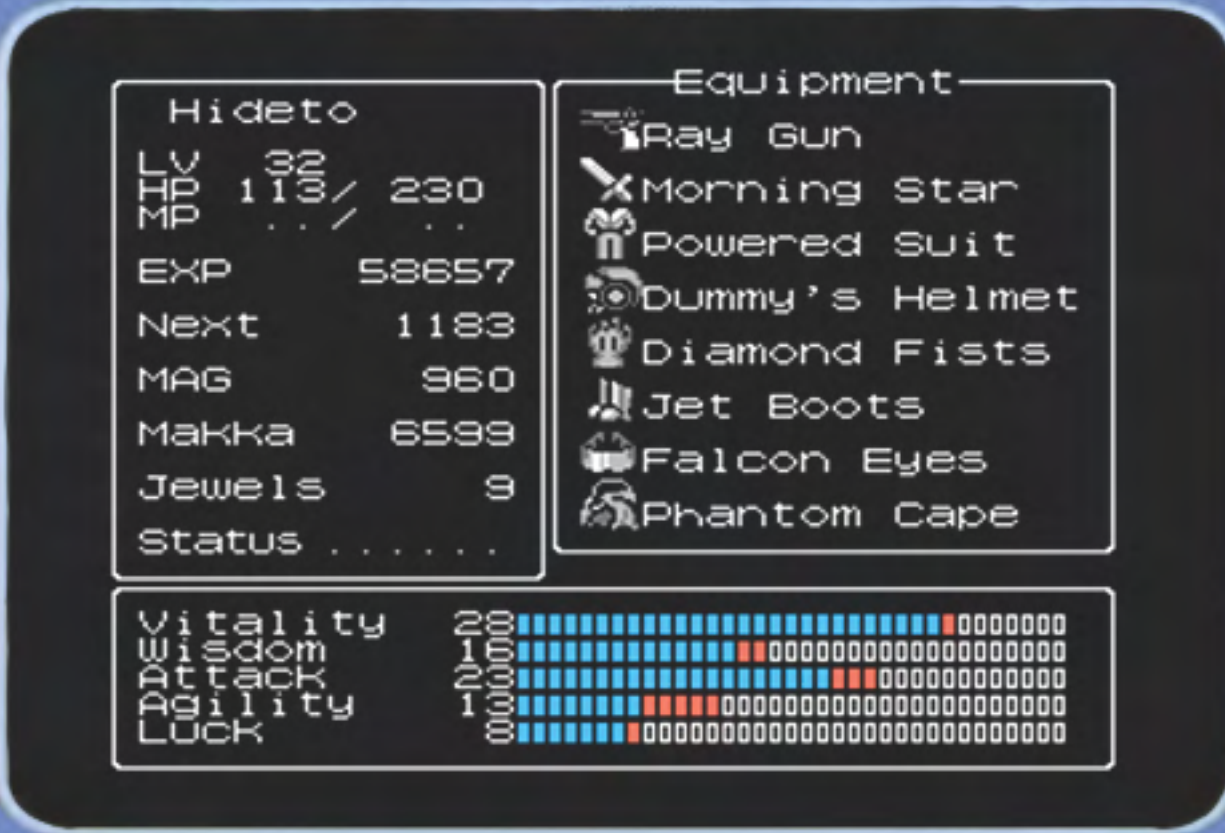 Hideto
LV 32
HP 113/ 230
MP ../ ..
EXP 58657
Next 1183
MAG 960
Makka 6599
Jewels 9
Status ......
Equipment
Ray Gun
Morning Star
Powered Suit
Dummy's Helmet
Diamond Fists
Jet Boots
Falcon Eyes
Phantom Cape
Vitality 28
Wisdom 16
Attack 23
Agility 13
Luck 8